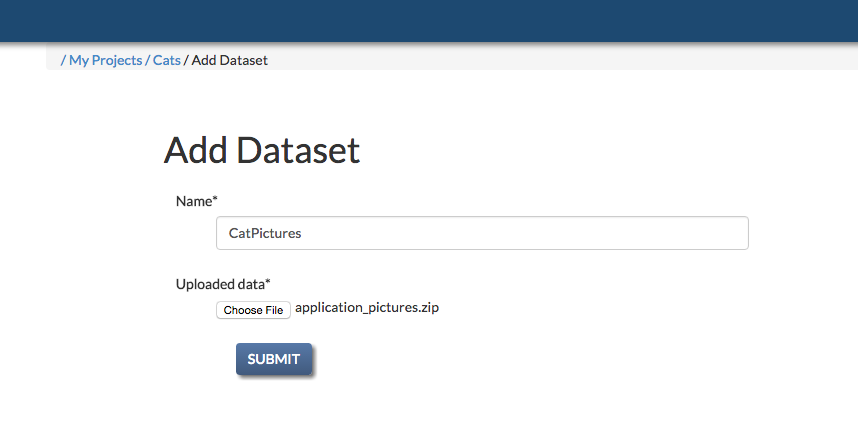 / My Projects / Cats / Add Dataset
Add Dataset
Name*
CatPictures
Uploaded data*
Choose File application_pictures.zip
SUBMIT